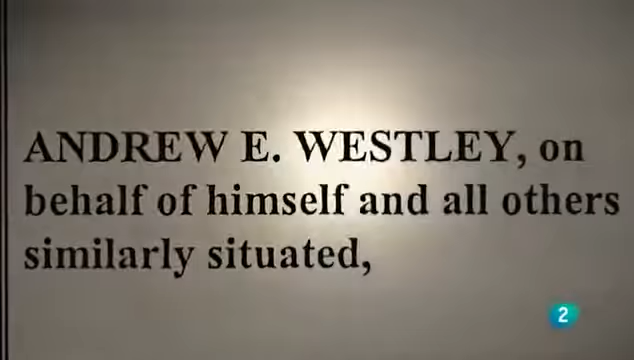 ANDREW E. WESTLEY, on
behalf of himself and all others
similarly situated,
2